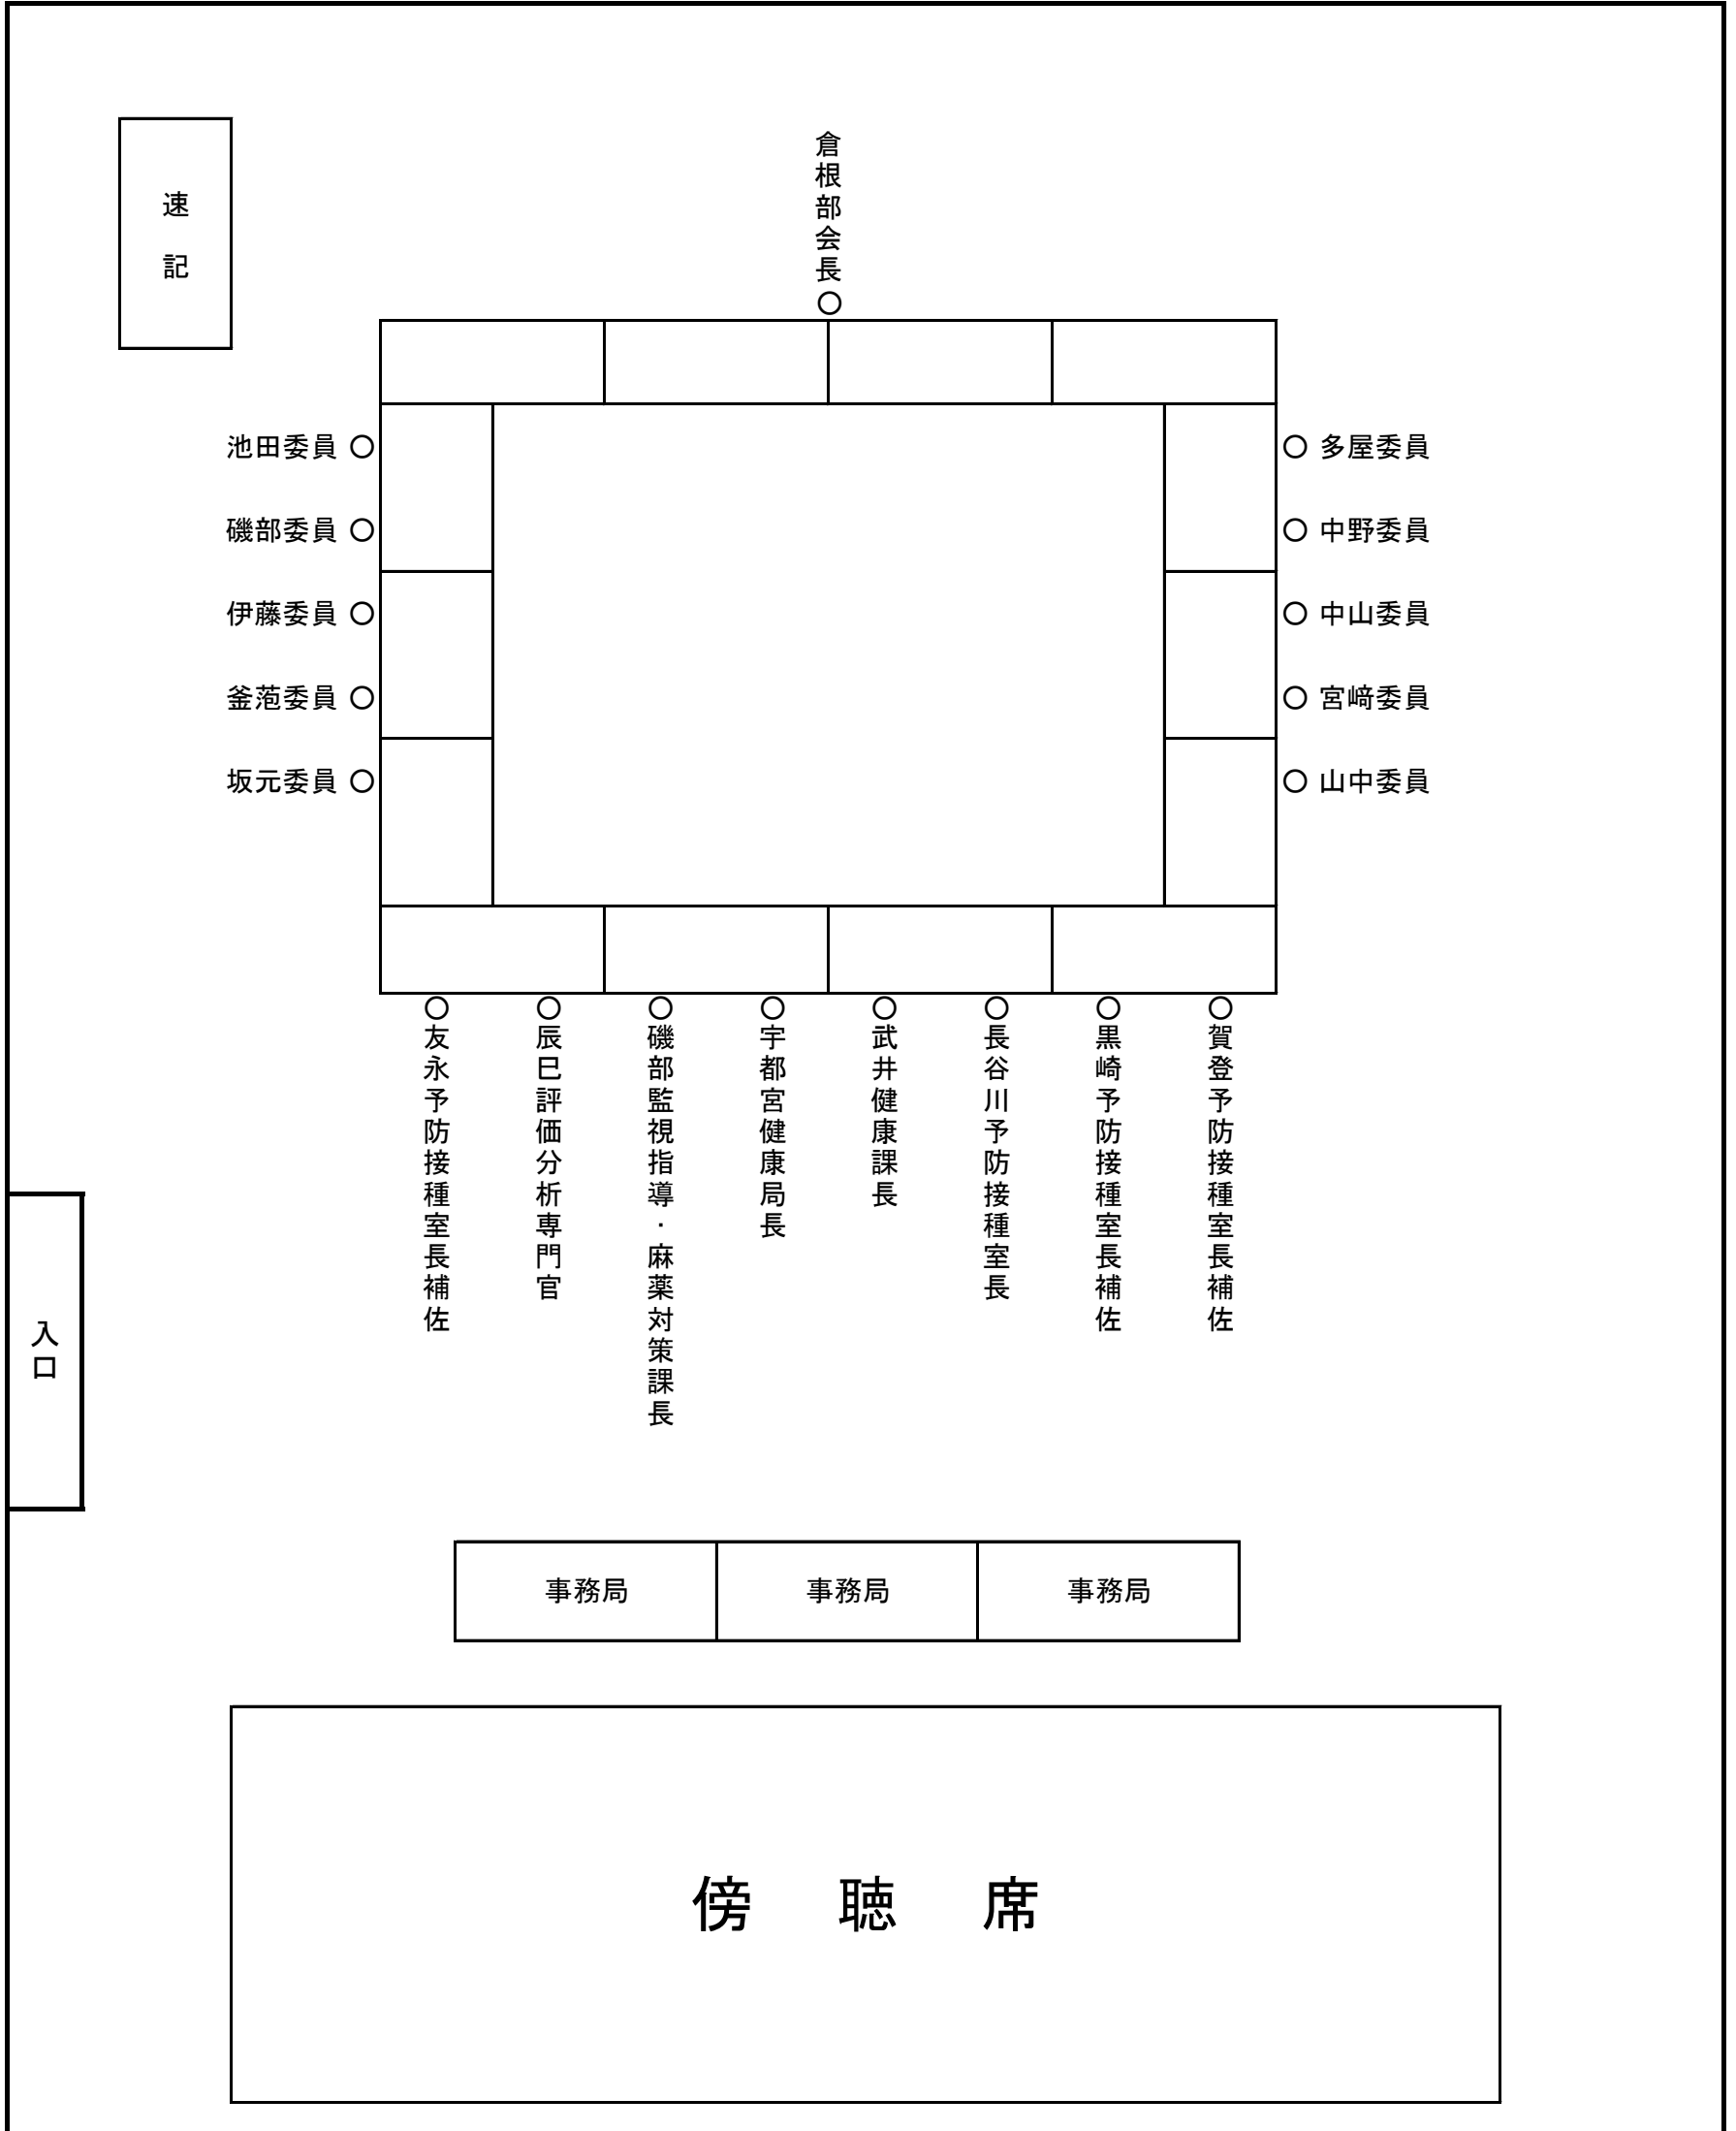 速記
倉根部会長○
池田委員 ○
磯部委員 ○
伊藤委員 ○
釜萢委員 ○
坂元委員 ○
○ 多屋委員
○ 中野委員
○ 中山委員
○ 宮﨑委員
○ 山中委員
○友永予防接種室長補佐
○辰巳評価分析専門官
○磯部監視指導・麻薬対策課長
○宇都宮健康局長
○武井健康課長
○長谷川予防接種室長
○黒崎予防接種室長補佐
○賀登予防接種室長補佐
入口
事務局
事務局
事務局
傍聴席